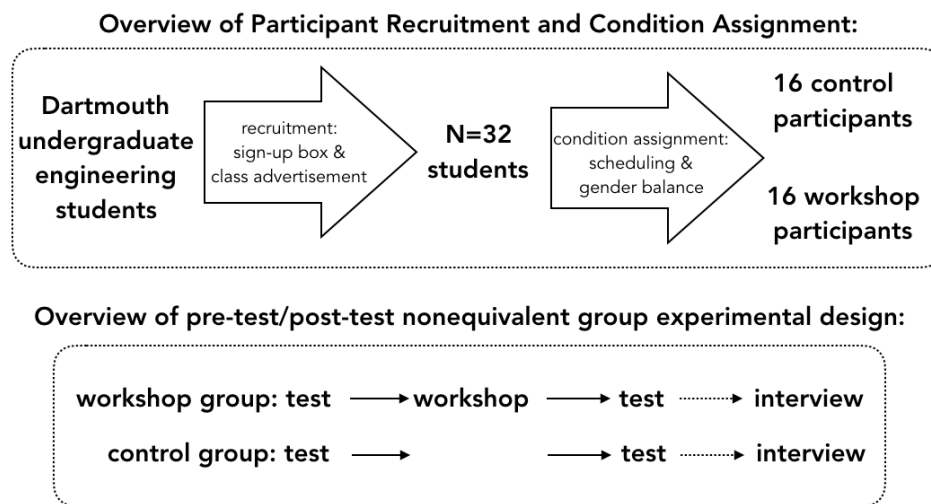 Overview of Participant Recruitment and Condition Assignment:
Dartmouth
undergraduate
engineering
students
recruitment:
sign-up box &
class advertisement
N=32
students
condition assignment:
scheduling &
gender balance
16 control
participants
16 workshop
participants
Overview of pre-test/post-test nonequivalent group experimental design:
workshop group: test workshop test interview
control group: test test interview